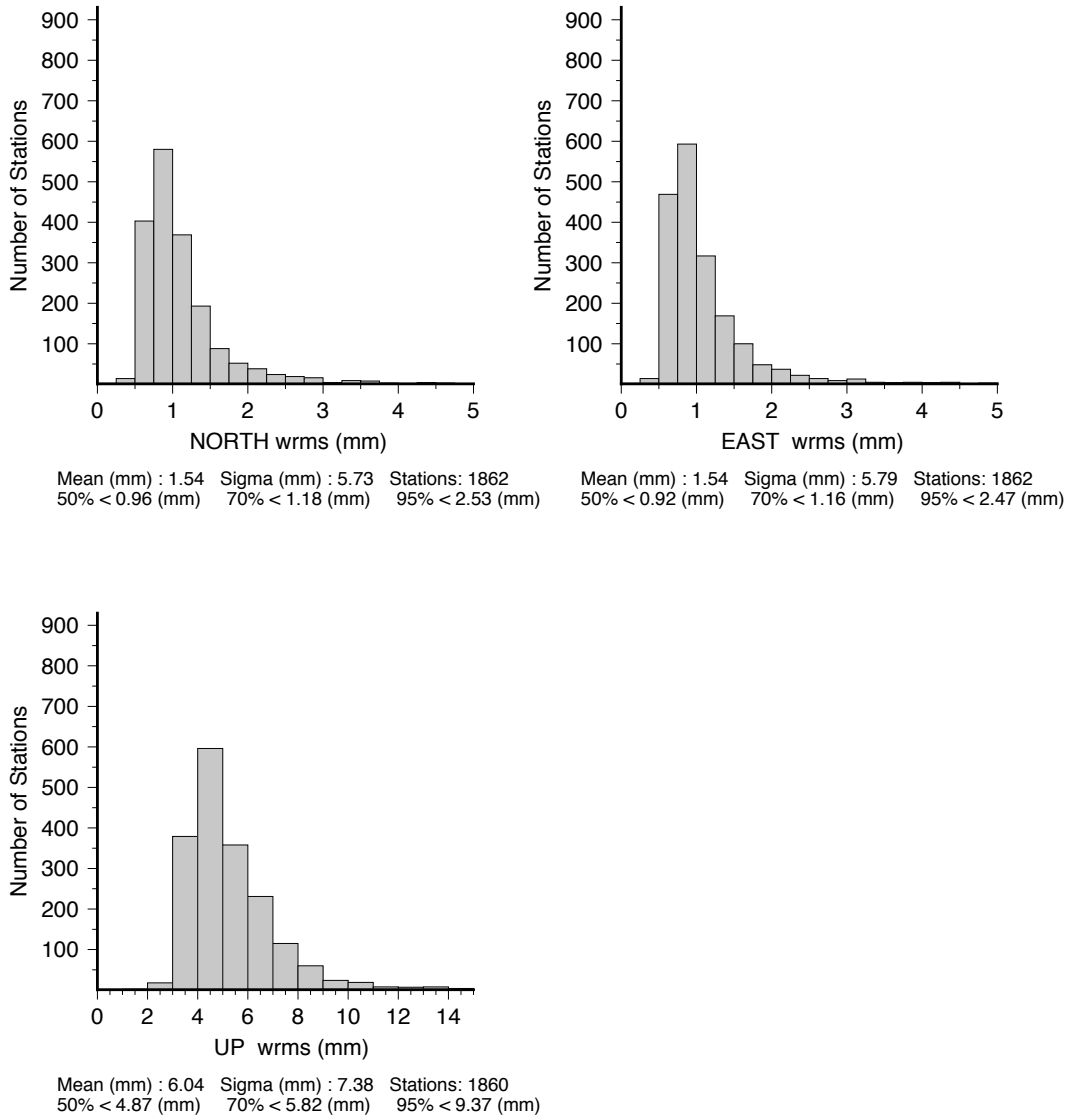 900
800
700
600
500
400
300
200
100
Number of Stations
0 1 2 3 4 5
NORTH wrms (mm)
Mean (mm) : 1.54 Sigma (mm) : 5.73 Stations: 1862
50% < 0.96 (mm) 70% < 1.18 (mm) 95% < 2.53 (mm)
900
800
700
600
500
400
300
200
100
Number of Stations
0 1 2 3 4 5
EAST wrms (mm)
Mean (mm) : 1.54 Sigma (mm) : 5.79 Stations: 1862
50% < 0.92 (mm) 70% < 1.16 (mm) 95% < 2.47 (mm)
900
800
700
600
500
400
300
200
100
Number of Stations
0 2 4 6 8 10 12 14
UP wrms (mm)
Mean (mm) : 6.04 Sigma (mm) : 7.38 Stations: 1860
50% < 4.87 (mm) 70% < 5.82 (mm) 95% < 9.37 (mm)